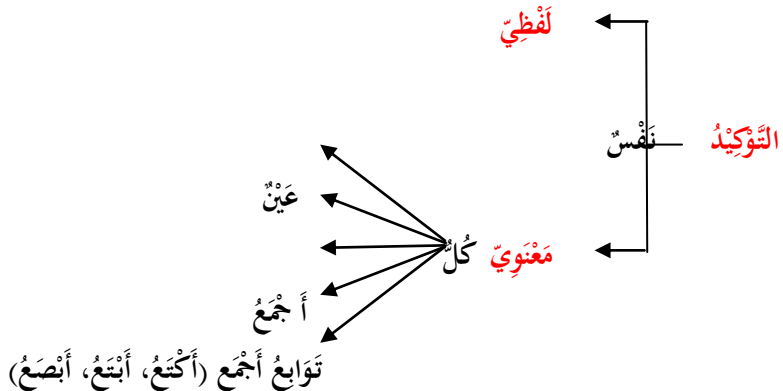 لَفْظِيّ
التَّوْكِيْدُ
نَفْسٌ
عَيْنٌ
مَعْنَوِيّ
كُلٌّ
أَ جْمَعُ
تَوَابِعُ أَجْمَع (أَكْتَعُ، أَبْتَعُ، أَبْصَعُ)